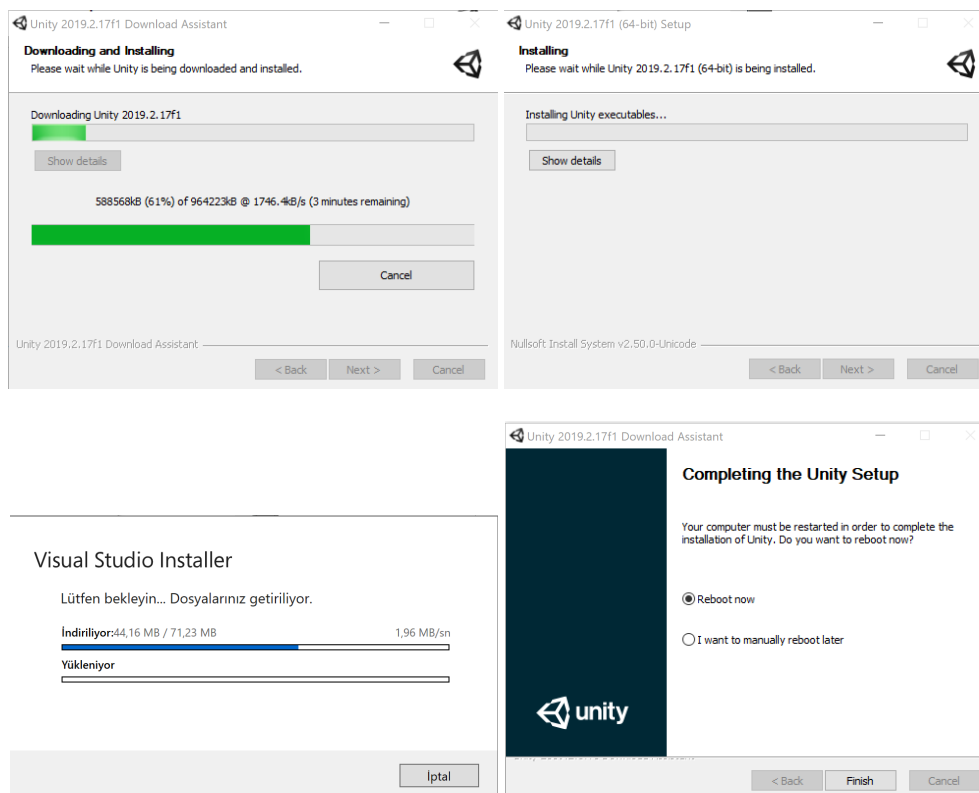 Unity 2019.2.17f1 Download Assistant
Downloading and Installing
Please wait while Unity is being downloaded and installed.
Downloading Unity 2019.2.17f1
Show details
588568kB (61%) of 964223kB @ 1746.4kB/s (3 minutes remaining)
Cancel
Unity 2019.2.17f1 Download Assistant
< Back Next > Cancel
Unity 2019.2.17f1 (64-bit) Setup
Installing
Please wait while Unity 2019.2.17f1 (64-bit) is being installed.
Installing Unity executables...
Show details
Nullsoft Install System v2.50.0-Unicode
< Back Next > Cancel
Visual Studio Installer
Lütfen bekleyin... Dosyalarınız getiriliyor.
İndiriliyor:44,16 MB / 71,23 MB 1,96 MB/sn
Yükleniyor
İptal
Unity 2019.2.17f1 Download Assistant
Completing the Unity Setup
Your computer must be restarted in order to complete the
installation of Unity. Do you want to reboot now?
Reboot now
I want to manually reboot later
unity
< Back Finish Cancel